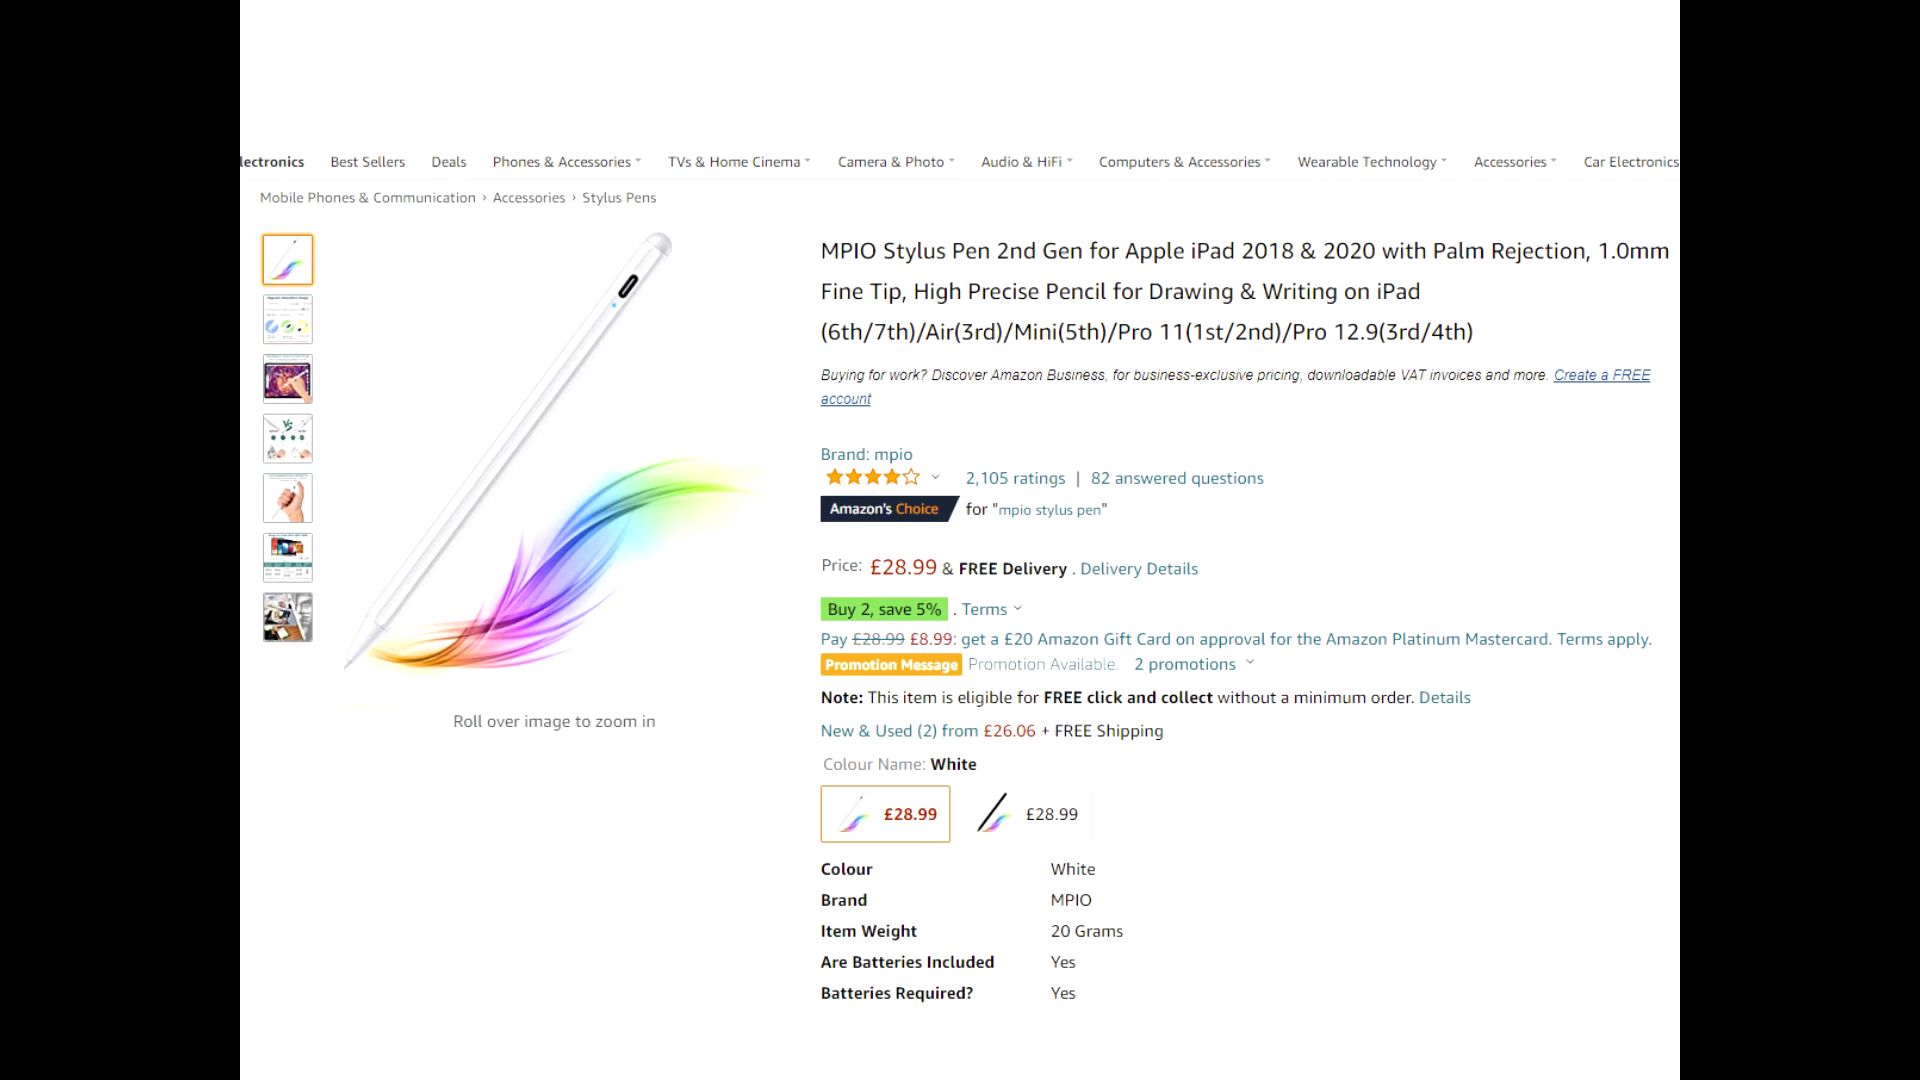 lectronics Best Sellers Deals Phones & Accessories TVs & Home Cinema Camera & Photo Audio & HiFi Computers & Accessories Wearable Technology Accessories Car Electronics
Mobile Phones & Communication › Accessories › Stylus Pens
MPIO Stylus Pen 2nd Gen for Apple iPad 2018 & 2020 with Palm Rejection, 1.0mm
Fine Tip, High Precise Pencil for Drawing & Writing on iPad
(6th/7th)/Air(3rd)/Mini(5th)/Pro 11(1st/2nd)/Pro 12.9(3rd/4th)
Buying for work? Discover Amazon Business, for business-exclusive pricing, downloadable VAT invoices and more. Create a FREE
account
Brand: mpio
2,105 ratings | 82 answered questions
Amazon's Choice for "mpio stylus pen"
Price: £28.99 & FREE Delivery . Delivery Details
Buy 2, save 5% . Terms
Pay £28.99 £8.99: get a £20 Amazon Gift Card on approval for the Amazon Platinum Mastercard. Terms apply.
Promotion Message Promotion Available. 2 promotions
Note: This item is eligible for FREE click and collect without a minimum order. Details
Roll over image to zoom in
New & Used (2) from £26.06 + FREE Shipping
Colour Name: White
£28.99 £28.99
Colour White
Brand MPIO
Item Weight 20 Grams
Are Batteries Included Yes
Batteries Required? Yes